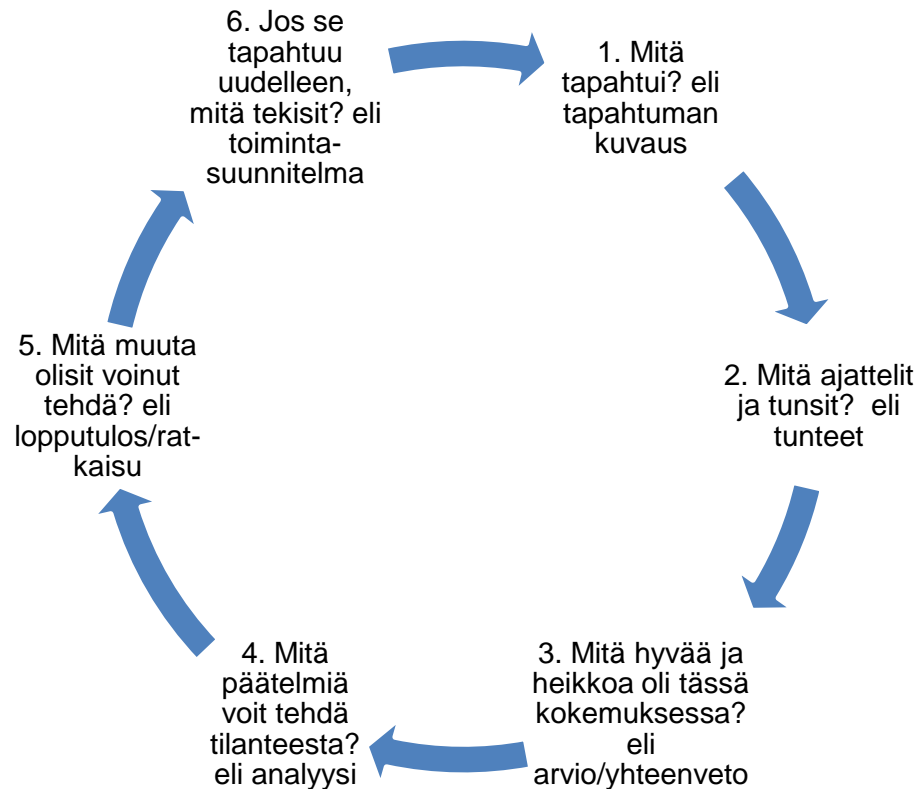 1. Mitä
tapahtui? eli
tapahtuman
kuvaus
2. Mitä ajattelit
ja tunsit?  eli
tunteet
3. Mitä hyvää ja
heikkoa oli tässä
kokemuksessa?
eli
arvio/yhteenveto
4. Mitä
päätelmiä
voit tehdä
tilanteesta?
eli analyysi
5. Mitä muuta
olisit voinut
tehdä? eli
lopputulos/rat-
kaisu
6. Jos se
tapahtuu
uudelleen,
mitä tekisit? eli
toiminta-
suunnitelma